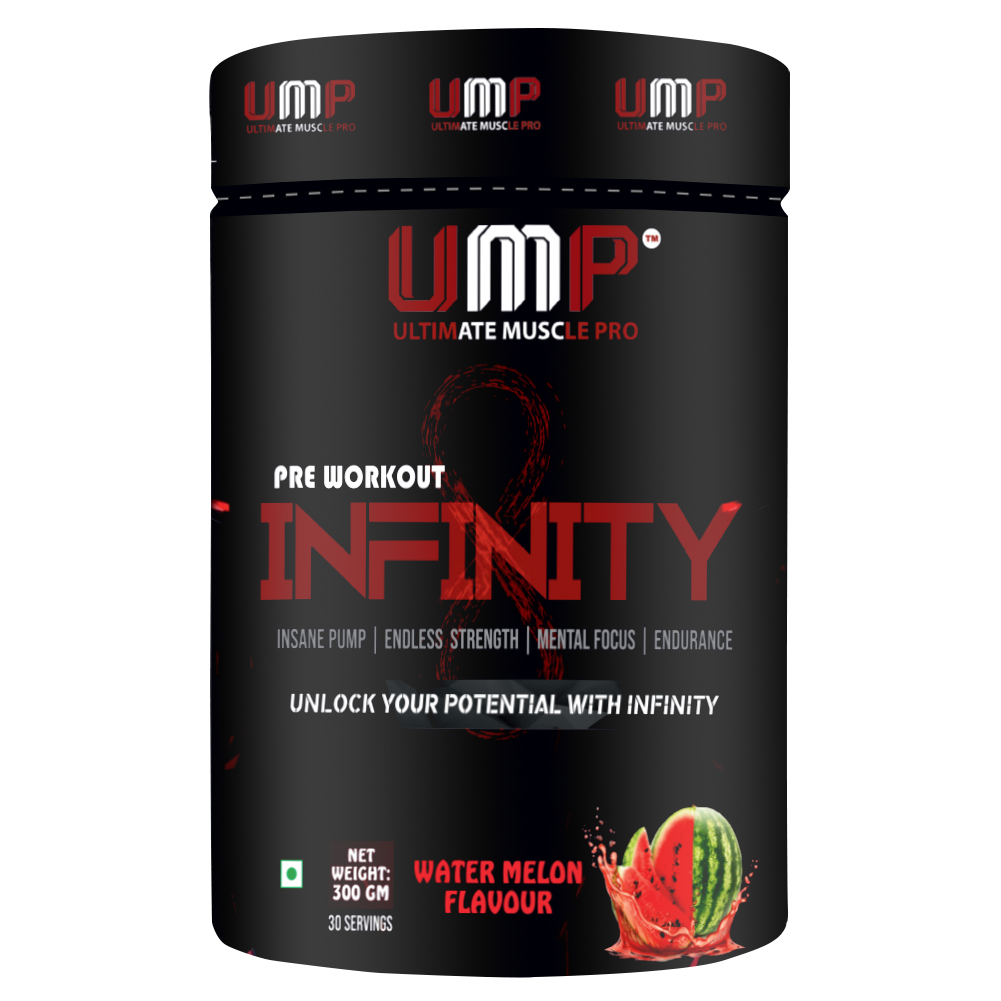 UMP UMP UMP
ULTIMATE MUSCLE PRO ULTIMATE MUSCLE PRO ULTIMATE MUSCLE PRO
UMP TM
ULTIMATE MUSCLE PRO
PRE WORKOUT
INFINITY
INSANE PUMP | ENDLESS STRENGTH | MENTAL FOCUS | ENDURANCE
UNLOCK YOUR POTENTIAL WITH INFINITY
NET
WEIGHT:
300 GM
30 SERVINGS
WATER MELON
FLAVOUR